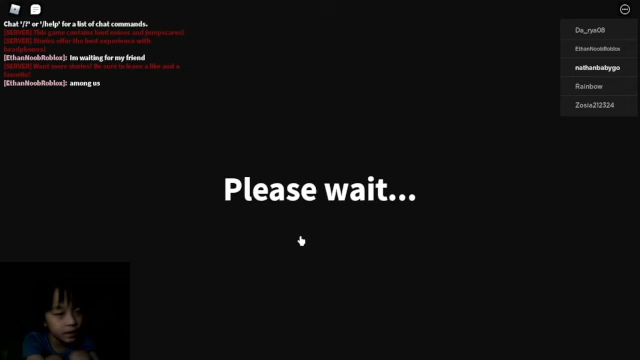 Chat '/?' or '/help' for a list of chat commands.
[SERVER] This game contains loud noises and jumpscares!
[SERVER] Stories offer the best experience with
headphones!
[EthanNoobRoblox]: Im waiting for my friend
[SERVER] Want more stories? Be sure to leave a like and a
favorite!
[EthanNoobRoblox]: among us
Da_rya08
EthanNoobRoblox
nathanbabygo
Rainbow
Zosia212324
Please wait...